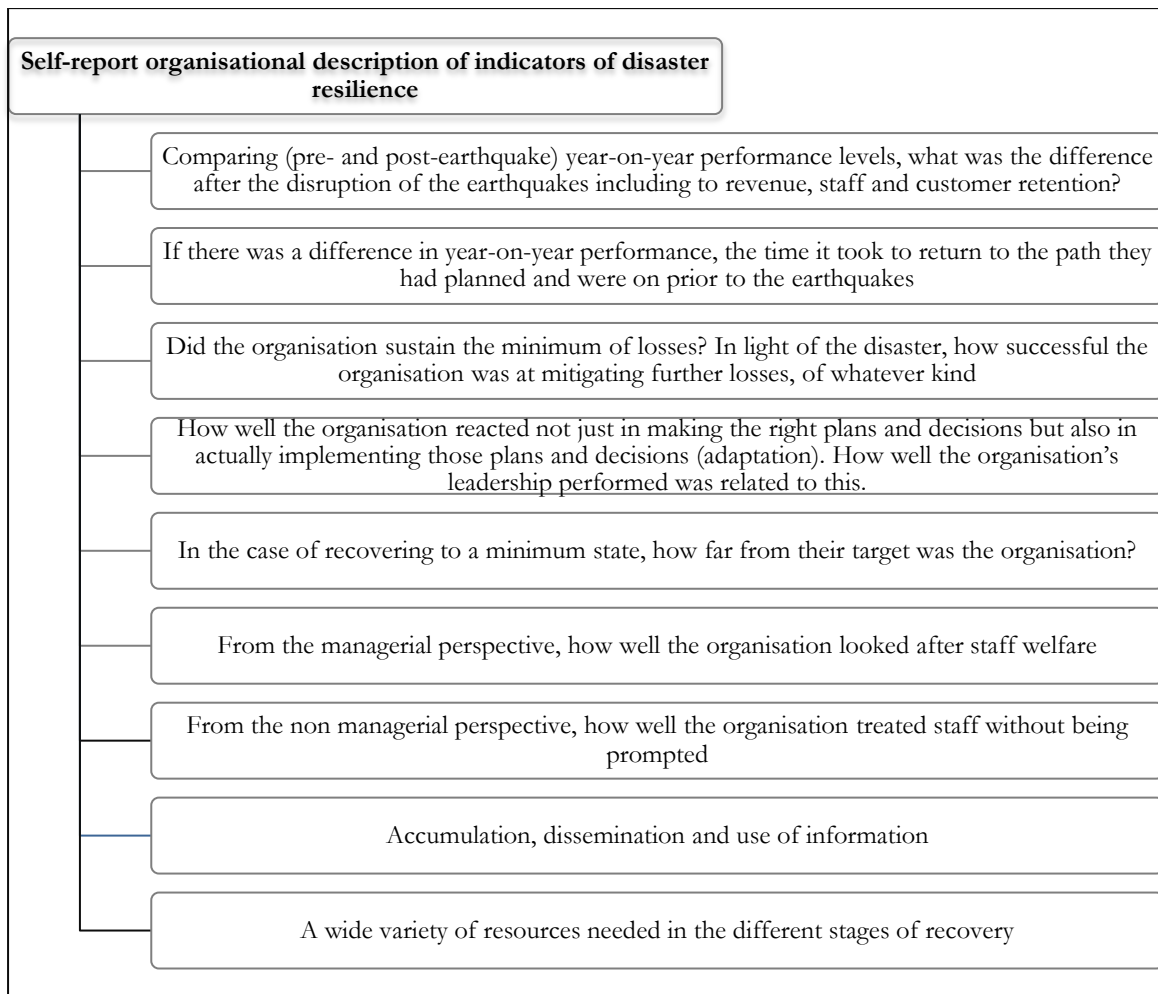 Self-report organisational description of indicators of disaster
resilience
Comparing (pre- and post-earthquake) year-on-year performance levels, what was the difference
after the disruption of the earthquakes including to revenue, staff and customer retention?
If there was a difference in year-on-year performance, the time it took to return to the path they
had planned and were on prior to the earthquakes
Did the organisation sustain the minimum of losses? In light of the disaster, how successful the
organisation was at mitigating further losses, of whatever kind
How well the organisation reacted not just in making the right plans and decisions but also in
actually implementing those plans and decisions (adaptation). How well the organisation’s
leadership performed was related to this.
In the case of recovering to a minimum state, how far from their target was the organisation?
From the managerial perspective, how well the organisation looked after staff welfare
From the non managerial perspective, how well the organisation treated staff without being
prompted
Accumulation, dissemination and use of information
A wide variety of resources needed in the different stages of recovery